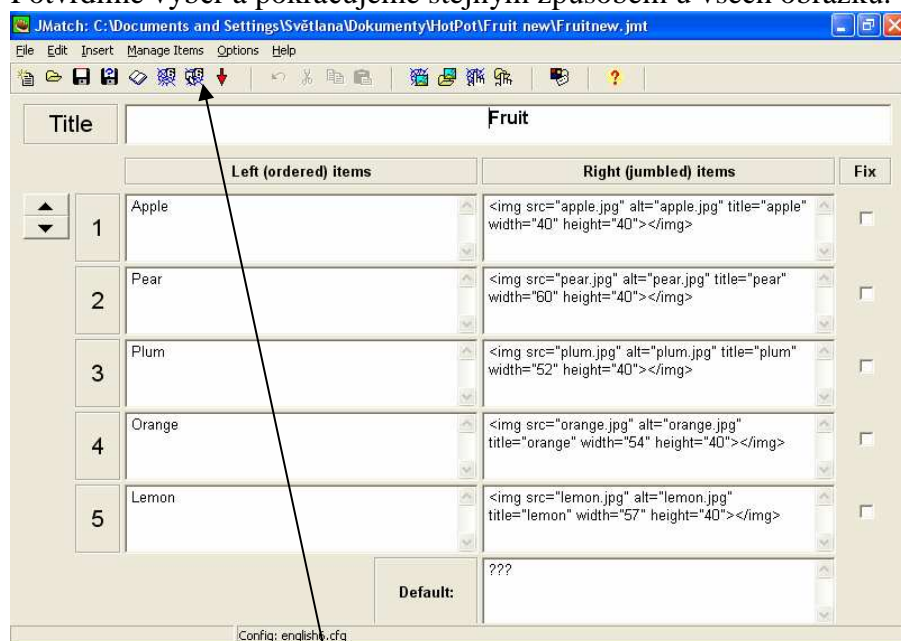 Potvrdíme výběr a pokračujeme stejným způsobem u všech obrázků.
JMatch: C:\Documents and Settings\Světlana\Dokumenty\HotPot\Fruit new\Fruitnew.jmt
File Edit Insert Manage Items Options Help
Title Fruit
Left (ordered) items Right (jumbled) items Fix
1 Apple <img src="apple.jpg" alt="apple.jpg" title="apple"
width="40" height="40"></img>
2 Pear <img src="pear.jpg" alt="pear.jpg" title="pear"
width="60" height="40"></img>
3 Plum <img src="plum.jpg" alt="plum.jpg" title="plum"
width="52" height="40"></img>
4 Orange <img src="orange.jpg" alt="orange.jpg"
title="orange" width="54" height="40"></img>
5 Lemon <img src="lemon.jpg" alt="lemon.jpg"
title="lemon" width="57" height="40"></img>
Default: ???
Config: english6.cfg